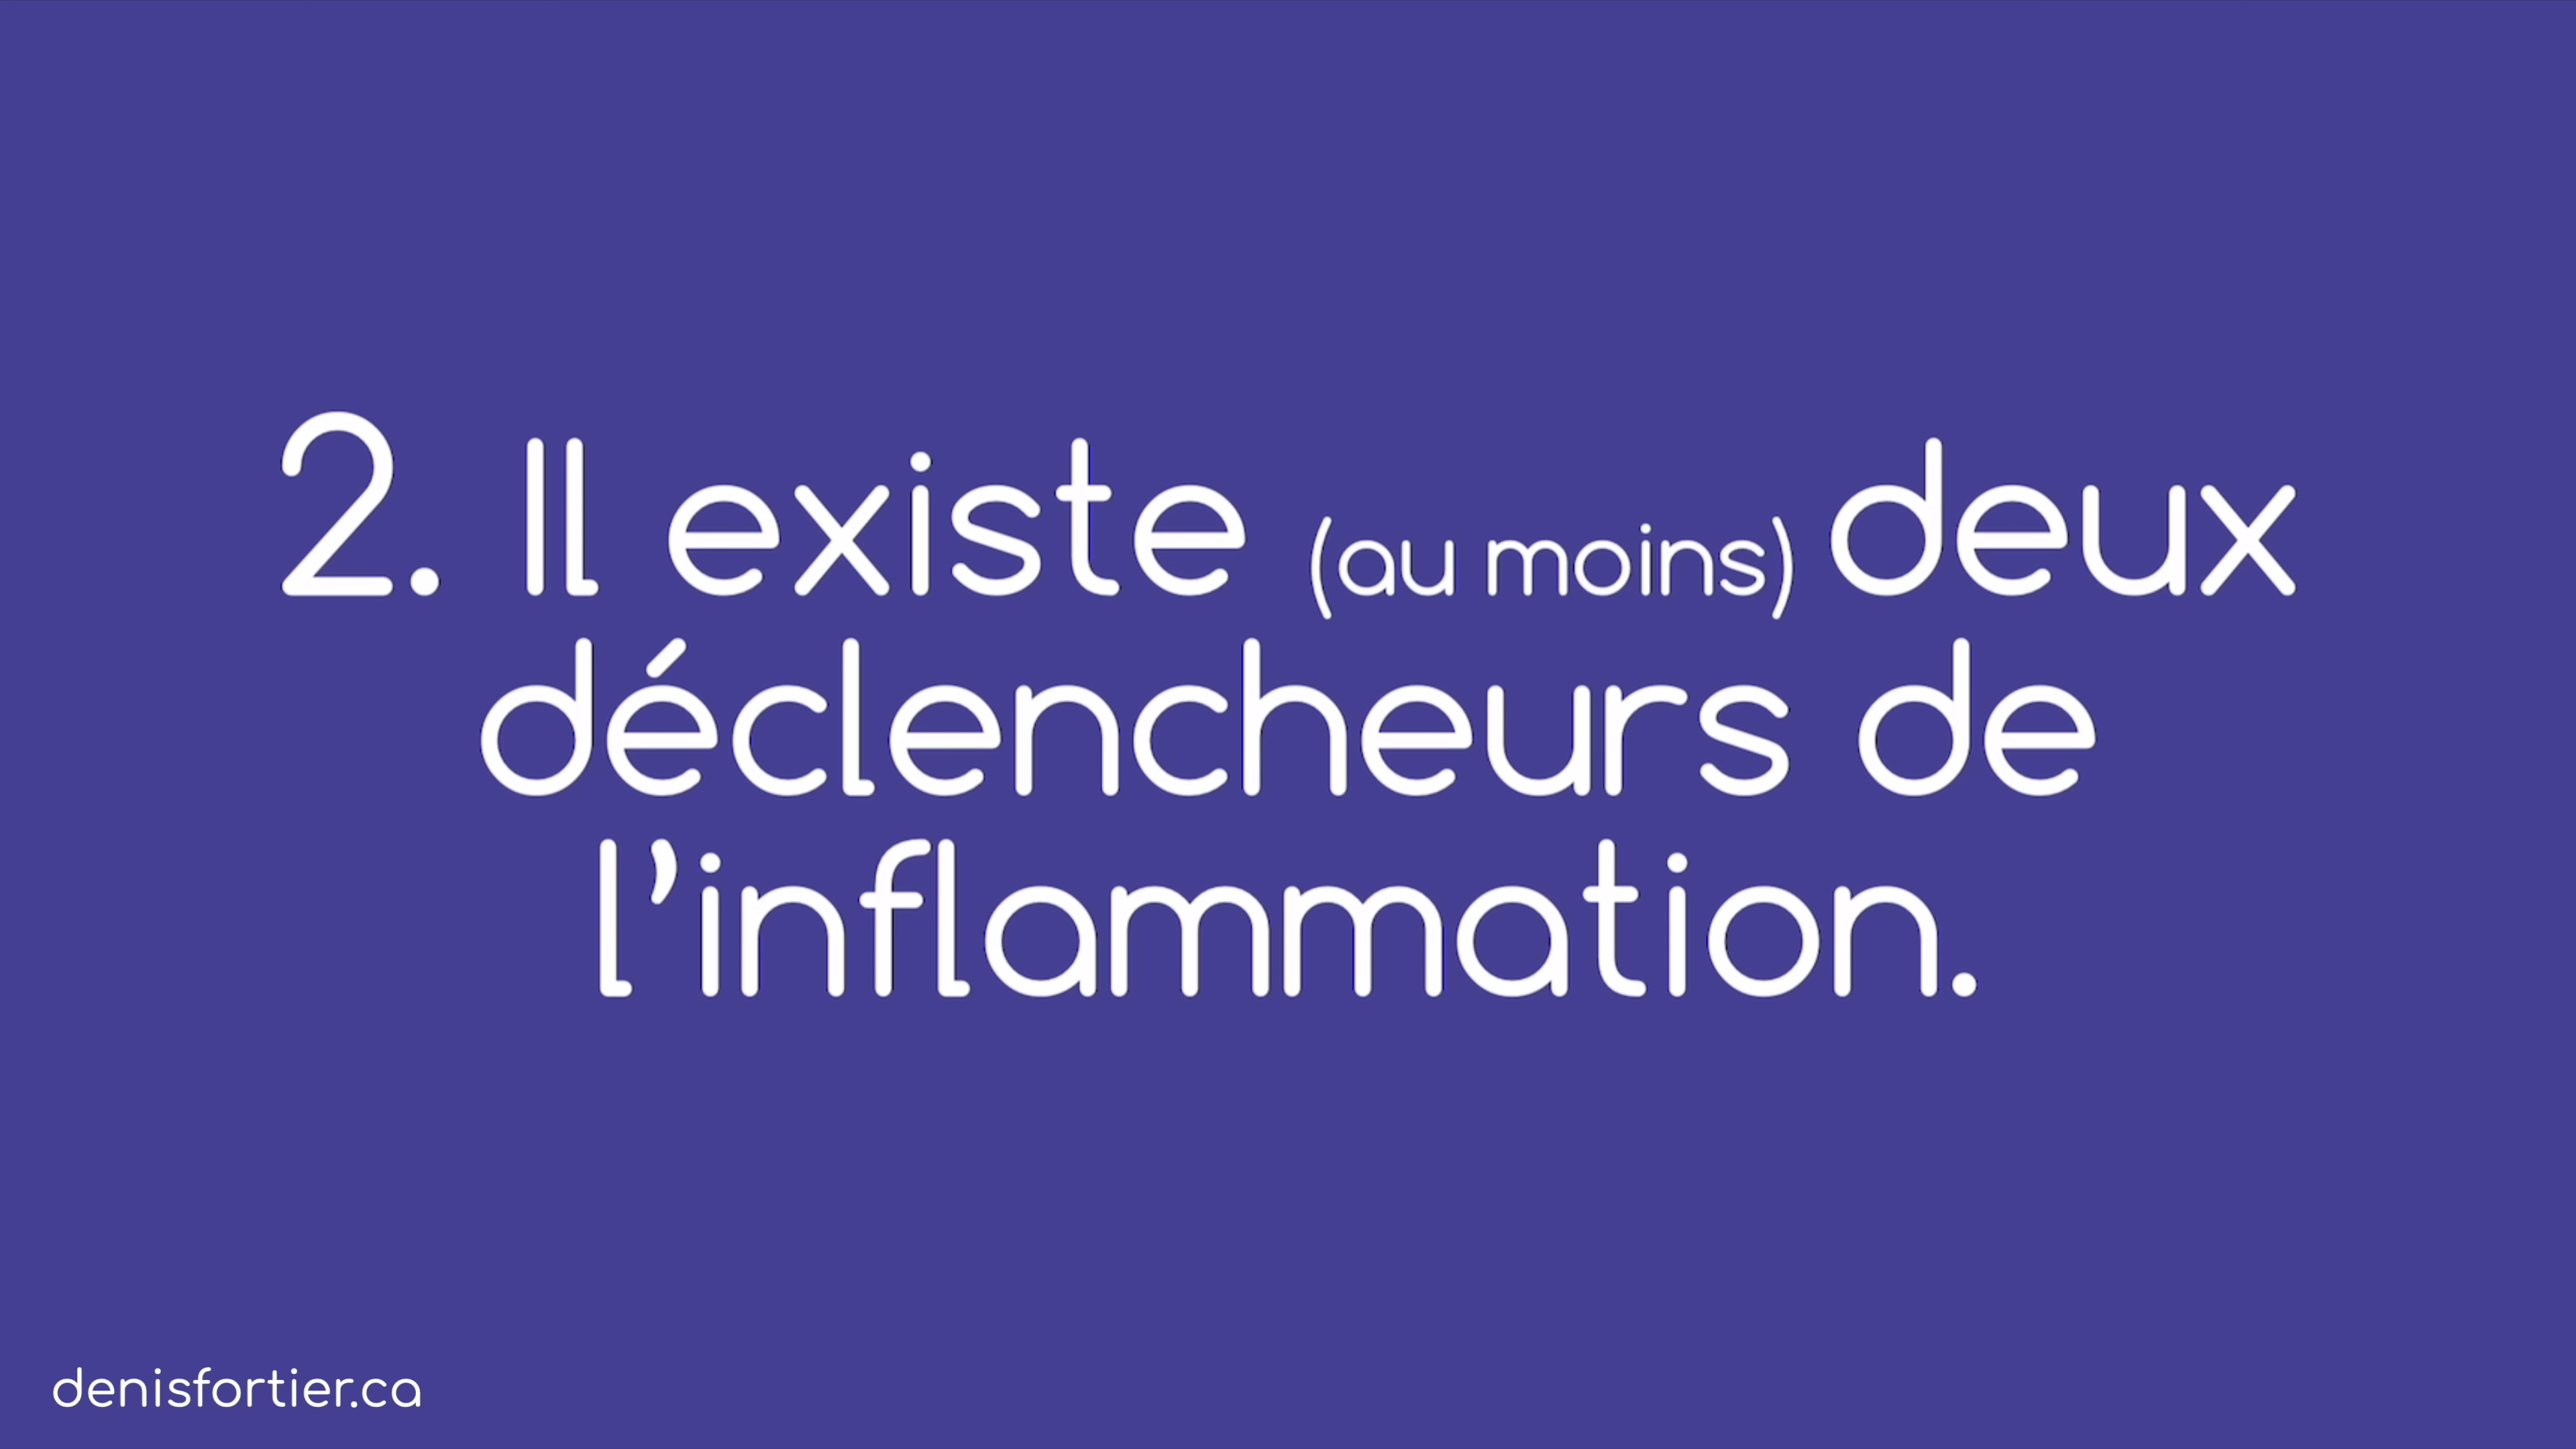 2. Il existe (au moins) deux
déclencheurs de
l’inflammation.
denisfortier.ca